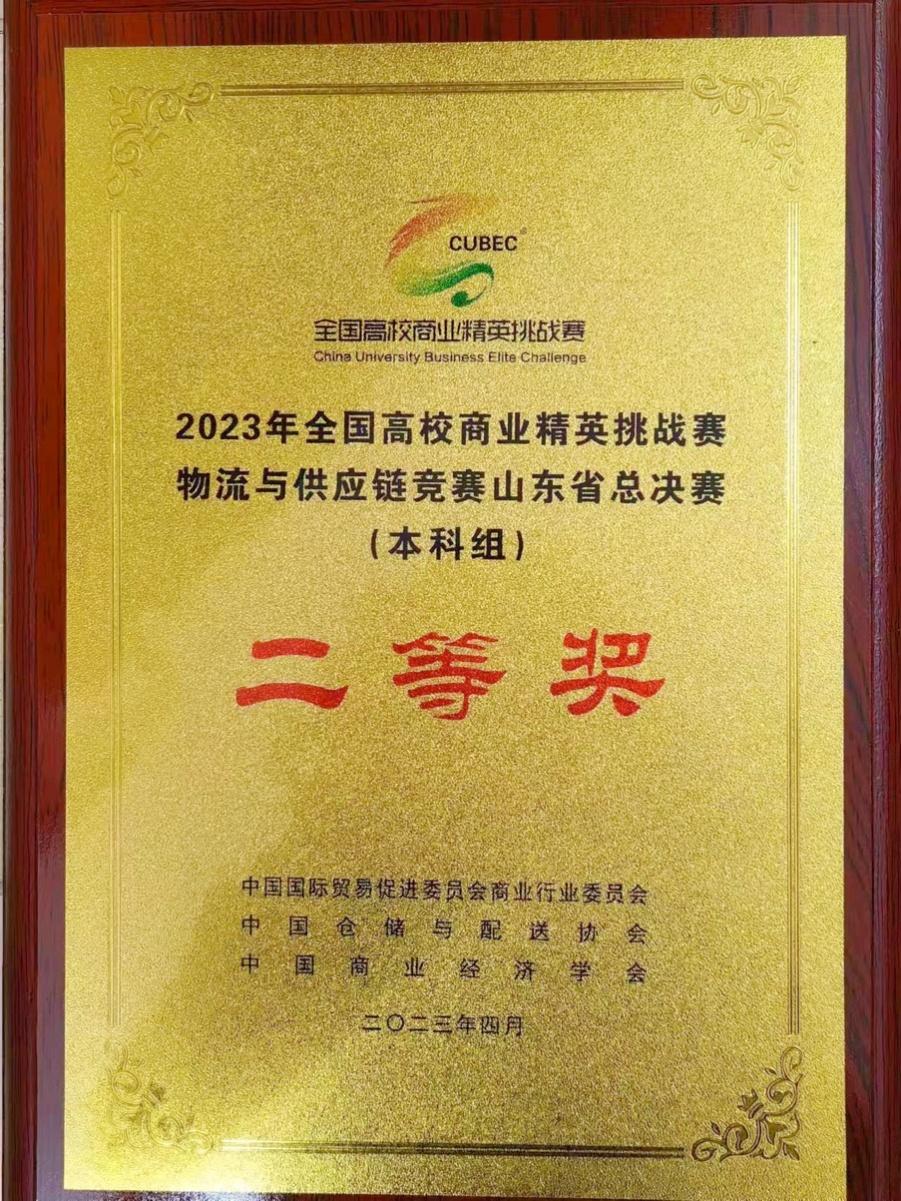 CUBEC®
全国高校商业精英挑战赛
China University Business Elite Challenge
2023年全国高校商业精英挑战赛
物流与供应链竞赛山东省总决赛
(本科组)
二等奖
中国国际贸易促进委员会商业行业委员会
中国仓储与配送协会
中国商业经济学会
二〇二三年四月